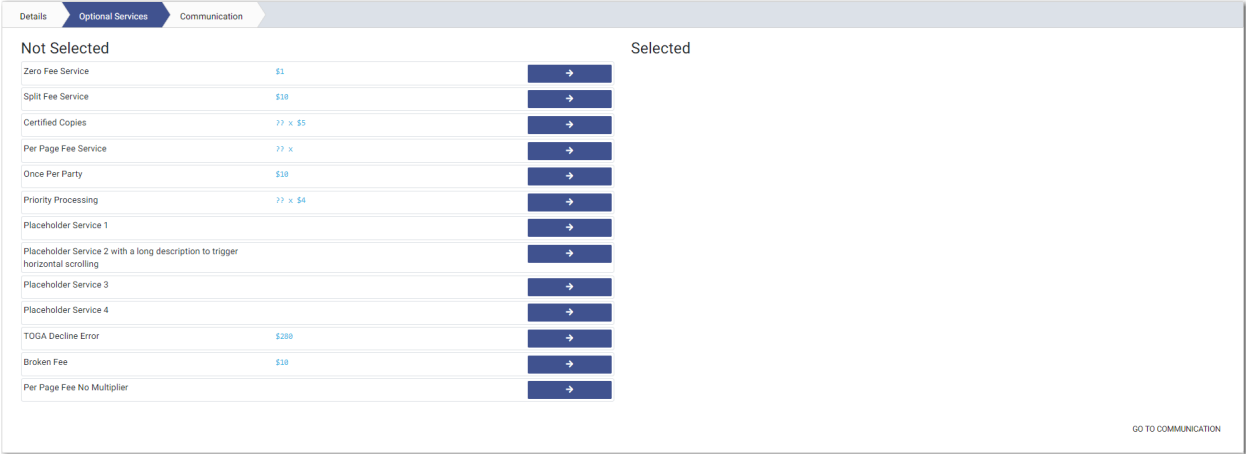 Details
Optional Services
Communication
Not Selected
Selected
Zero Fee Service $1
Split Fee Service $10
Certified Copies ?? x $5
Per Page Fee Service ?? x
Once Per Party $10
Priority Processing ?? x $4
Placeholder Service 1
Placeholder Service 2 with a long description to trigger
horizontal scrolling
Placeholder Service 3
Placeholder Service 4
TOGA Decline Error $280
Broken Fee $10
Per Page Fee No Multiplier
GO TO COMMUNICATION